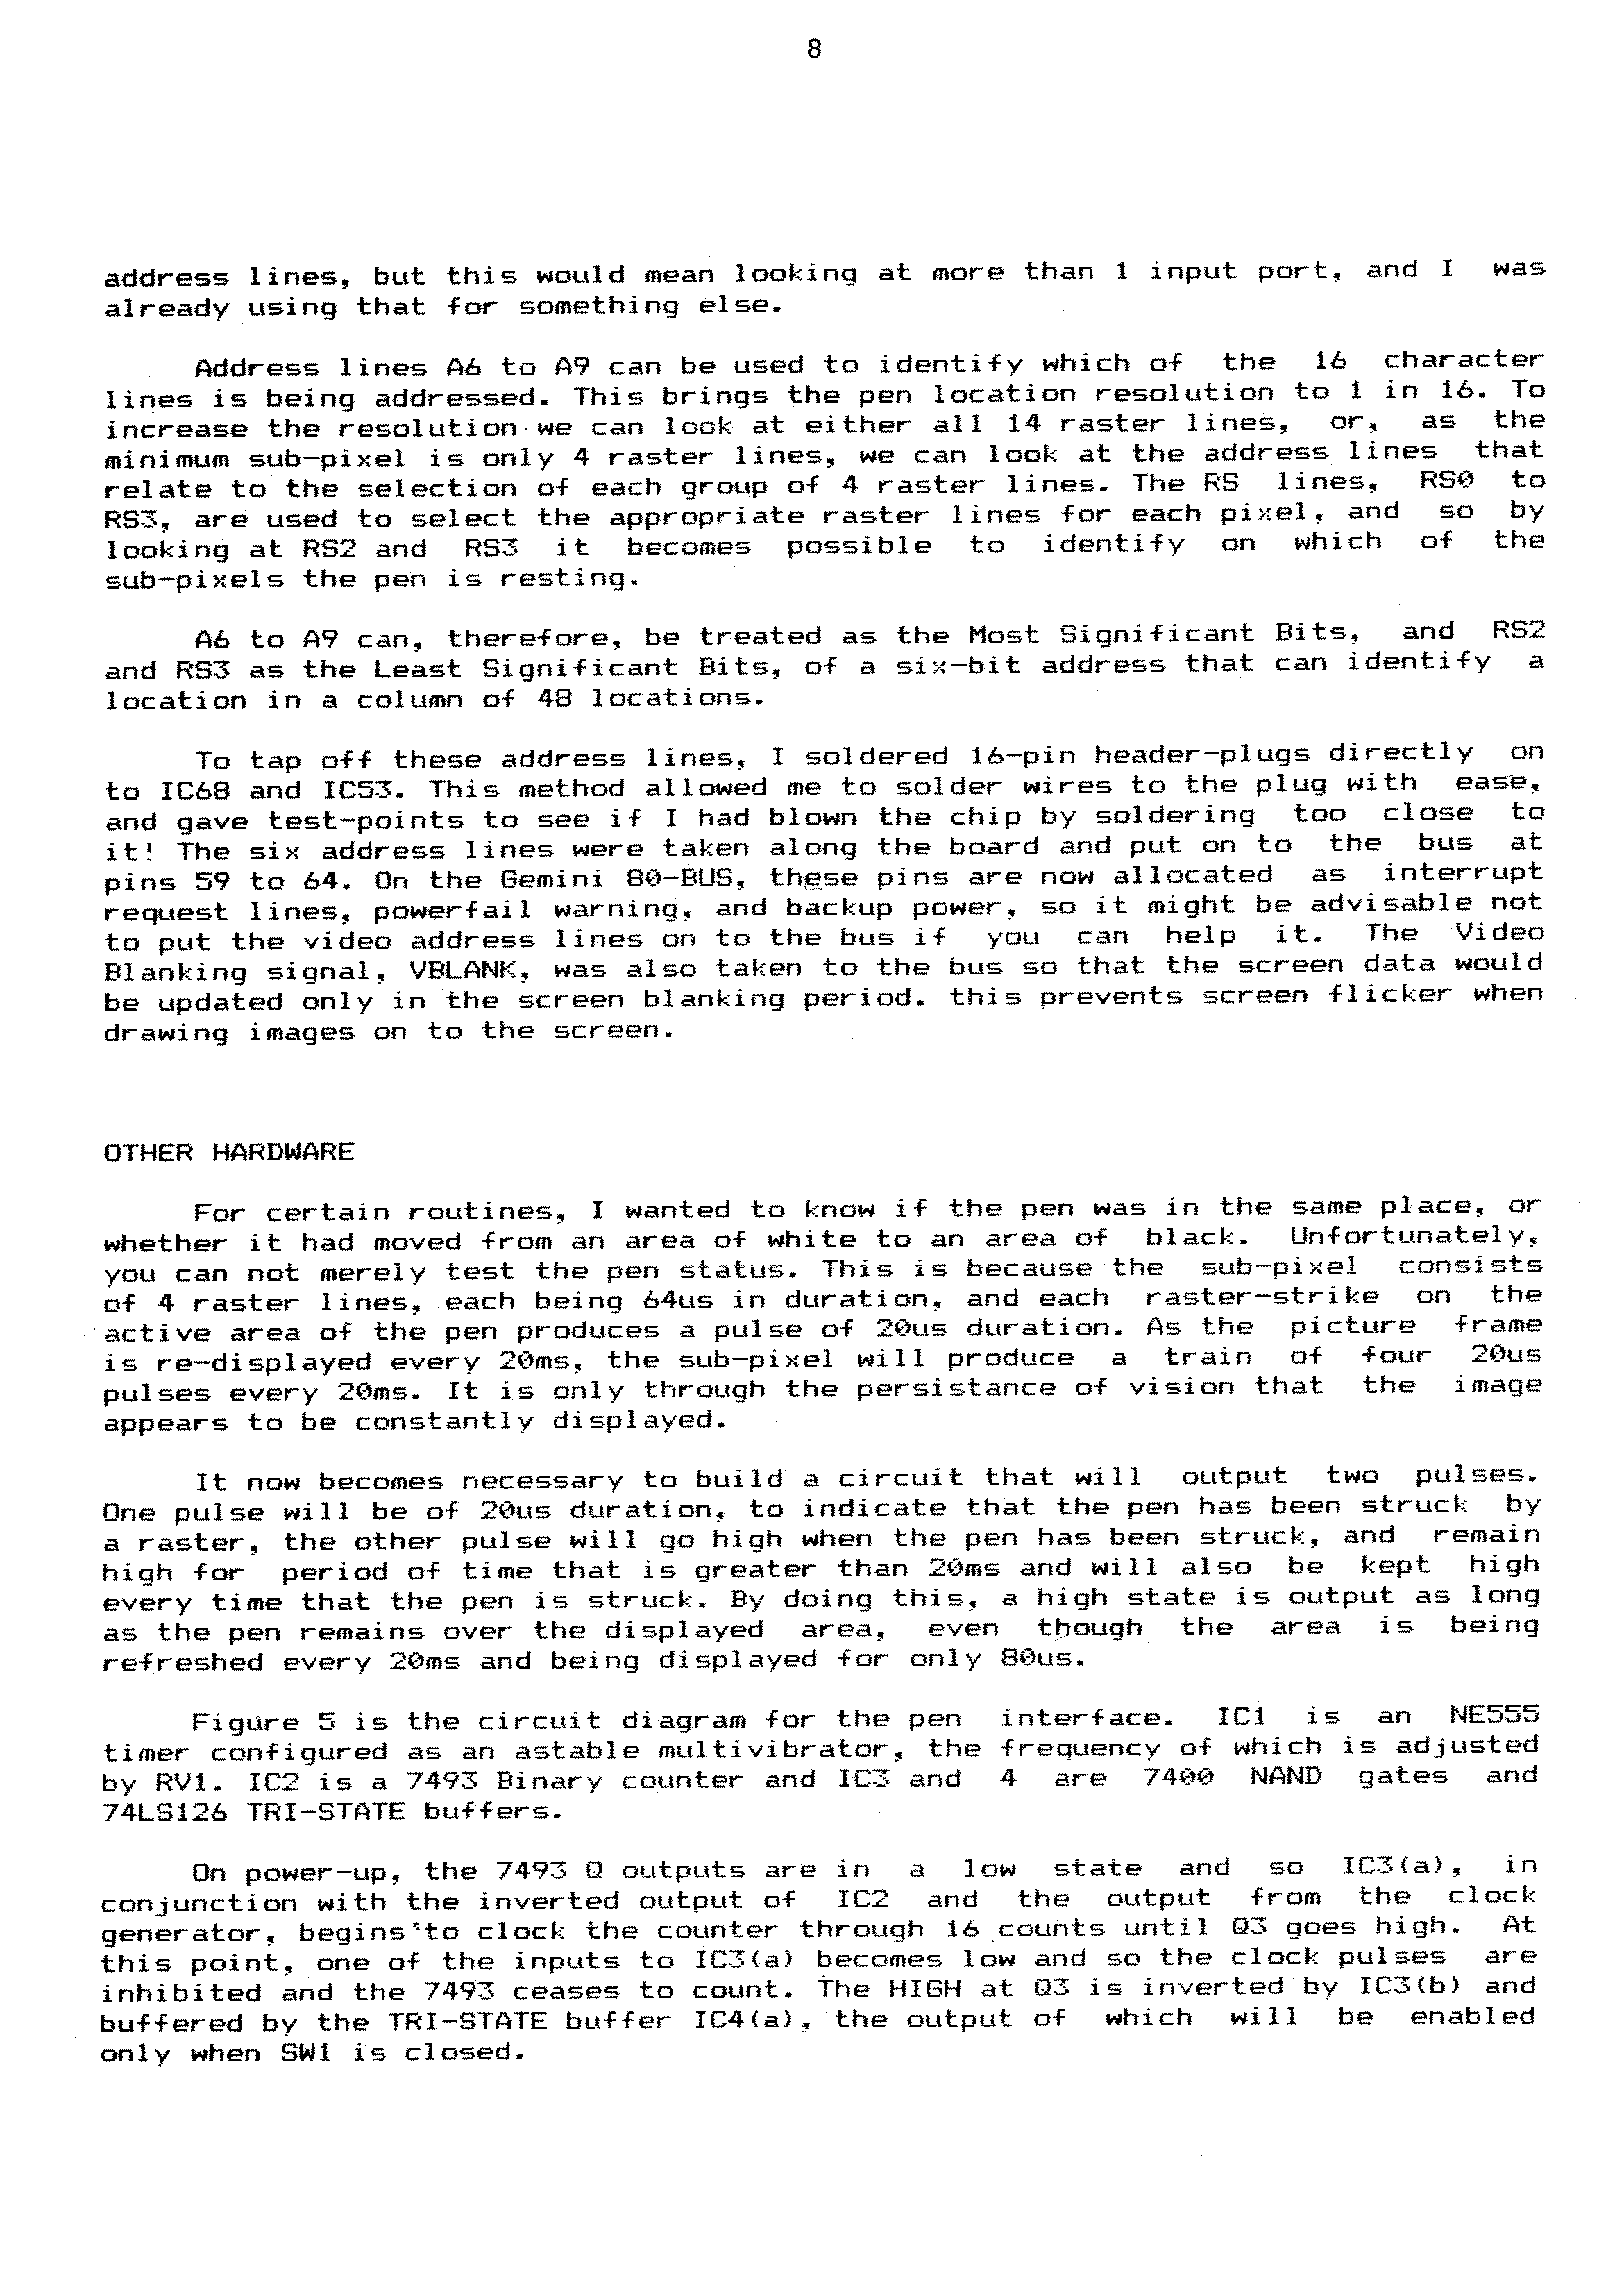 8
address lines, but this would mean looking at more than 1 input port, and I was
already using that for something else.
Address lines A6 to A9 can be used to identify which of the 16 character
lines is being addressed. This brings the pen location resolution to 1 in 16. To
increase the resolution we can look at either all 14 raster lines, or, as the
minimum sub-pixel is only 4 raster lines, we can look at the address lines that
relate to the selection of each group of 4 raster lines. The RS lines, RS0 to
RS3, are used to select the appropriate raster lines for each pixel, and so by
looking at RS2 and RS3 it becomes possible to identify on which of the
sub-pixels the pen is resting.
A6 to A9 can, therefore, be treated as the Most Significant Bits, and RS2
and RS3 as the Least Significant Bits, of a six-bit address that can identify a
location in a column of 48 locations.
To tap off these address lines, I soldered 16-pin header-plugs directly on
to IC68 and IC53. This method allowed me to solder wires to the plug with ease,
and gave test-points to see if I had blown the chip by soldering too close to
it! The six address lines were taken along the board and put on to the bus at
pins 59 to 64. On the Gemini 80-BUS, these pins are now allocated as interrupt
request lines, powerfail warning, and backup power, so it might be advisable not
to put the video address lines on to the bus if you can help it. The Video
Blanking signal, VBLANK, was also taken to the bus so that the screen data would
be updated only in the screen blanking period. this prevents screen flicker when
drawing images on to the screen.
OTHER HARDWARE
For certain routines, I wanted to know if the pen was in the same place, or
whether it had moved from an area of white to an area of black. Unfortunately,
you can not merely test the pen status. This is because the sub-pixel consists
of 4 raster lines, each being 64us in duration, and each raster-strike on the
active area of the pen produces a pulse of 20us duration. As the picture frame
is re-displayed every 20ms, the sub-pixel will produce a train of four 20us
pulses every 20ms. It is only through the persistance of vision that the image
appears to be constantly displayed.
It now becomes necessary to build a circuit that will output two pulses.
One pulse will be of 20us duration, to indicate that the pen has been struck by
a raster, the other pulse will go high when the pen has been struck, and remain
high for period of time that is greater than 20ms and will also be kept high
every time that the pen is struck. By doing this, a high state is output as long
as the pen remains over the displayed area, even though the area is being
refreshed every 20ms and being displayed for only 80us.
Figure 5 is the circuit diagram for the pen interface. IC1 is an NE555
timer configured as an astable multivibrator, the frequency of which is adjusted
by RV1. IC2 is a 7493 Binary counter and IC3 and 4 are 7400 NAND gates and
74LS126 TRI-STATE buffers.
On power-up, the 7493 Q outputs are in a low state and so IC3(a), in
conjunction with the inverted output of IC2 and the output from the clock
generator, begins to clock the counter through 16 counts until Q3 goes high. At
this point, one of the inputs to IC3(a) becomes low and so the clock pulses are
inhibited and the 7493 ceases to count. The HIGH at Q3 is inverted by IC3(b) and
buffered by the TRI-STATE buffer IC4(a), the output of which will be enabled
only when SW1 is closed.